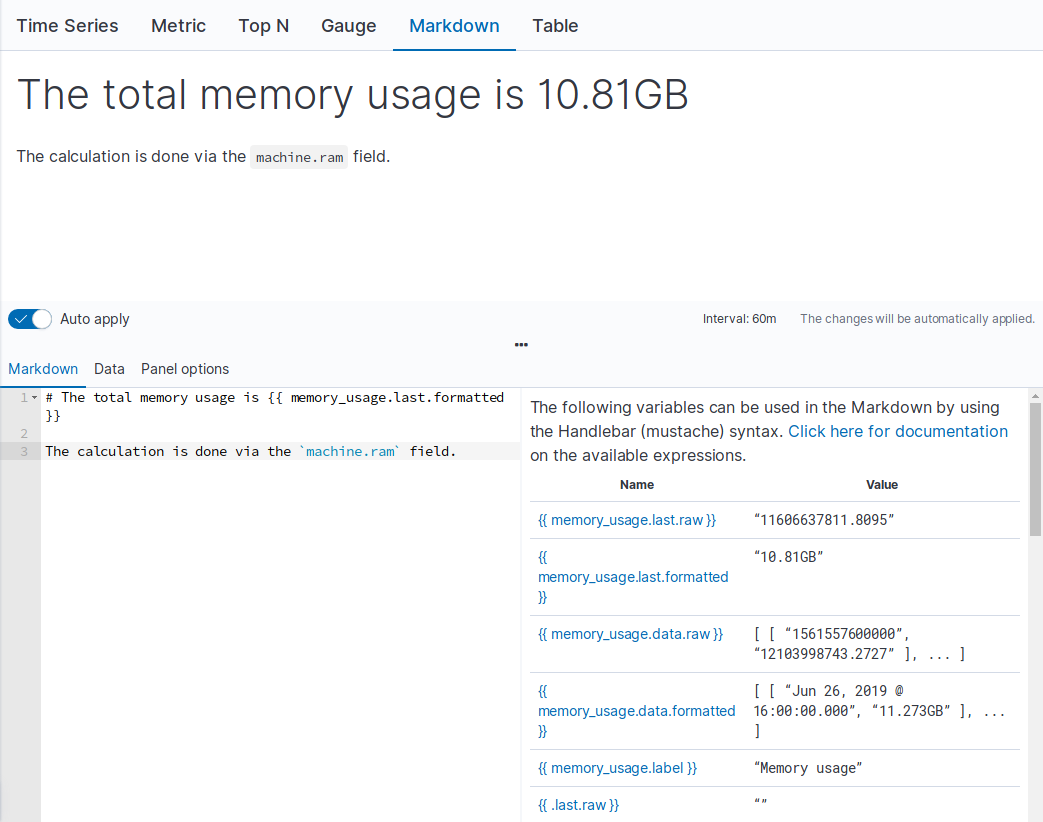 Time Series Metric Top N Gauge Markdown Table
The total memory usage is 10.81GB
The calculation is done via the machine.ram field.
Auto apply
Interval: 60m The changes will be automatically applied.
Markdown Data Panel options
1 # The total memory usage is {{ memory_usage.last.formatted
}}
2
3 The calculation is done via the `machine.ram` field.
The following variables can be used in the Markdown by using
the Handlebar (mustache) syntax. Click here for documentation
on the available expressions.
Name Value
{{ memory_usage.last.raw }} “11606637811.8095”
{{ “10.81GB”
memory_usage.last.formatted
}}
{{ memory_usage.data.raw }} [ [ “1561557600000”,
“12103998743.2727” ], ... ]
{{ [ [ “Jun 26, 2019 @
memory_usage.data.formatted 16:00:00.000”, “11.273GB” ], ...
}} ]
{{ memory_usage.label }} “Memory usage”
{{ .last.raw }} “”